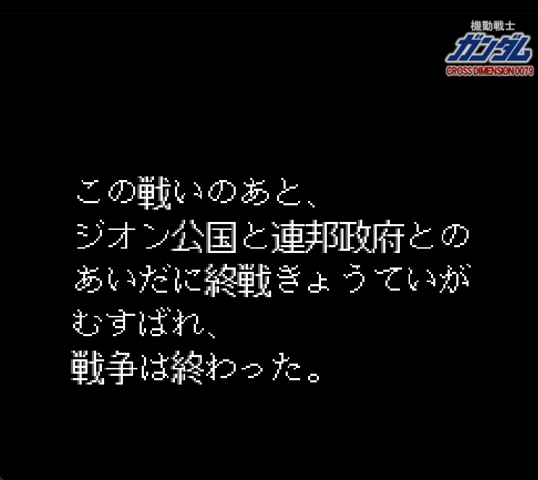 機動戦士
ガンダム
CROSS DIMENSION 0079
この戦いのあと、
ジオン公国と連邦政府との
あいだに終戦ぎょうていが
むすばれ、
戦争は終わった。